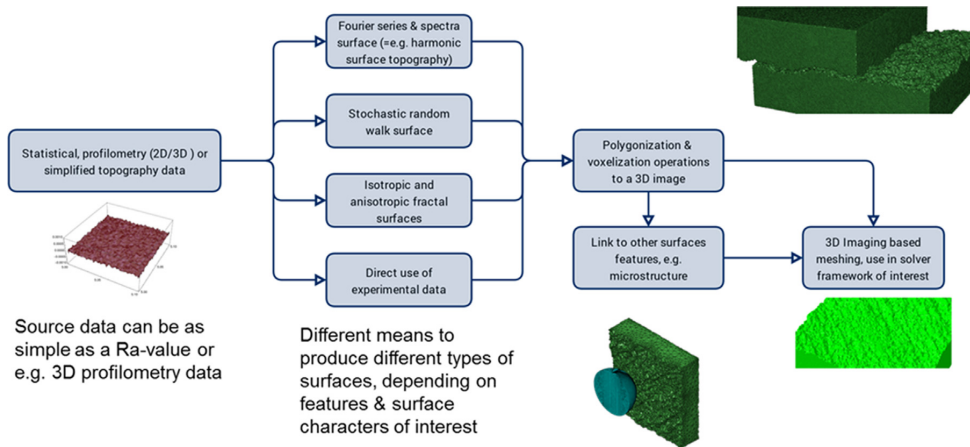 Statistical, profilometry (2D/3D ) or
simplified topography data
Source data can be as
simple as a Ra-value or
e.g. 3D profilometry data
Fourier series & spectra
surface (=e.g. harmonic
surface topography)
Stochastic random
walk surface
Isotropic and
anisotropic fractal
surfaces
Direct use of
experimental data
Different means to
produce different types of
surfaces, depending on
features & surface
characters of interest
Polygonization &
voxelization operations
to a 3D image
Link to other surfaces
features, e.g.
microstructure
3D Imaging based
meshing, use in solver
framework of interest